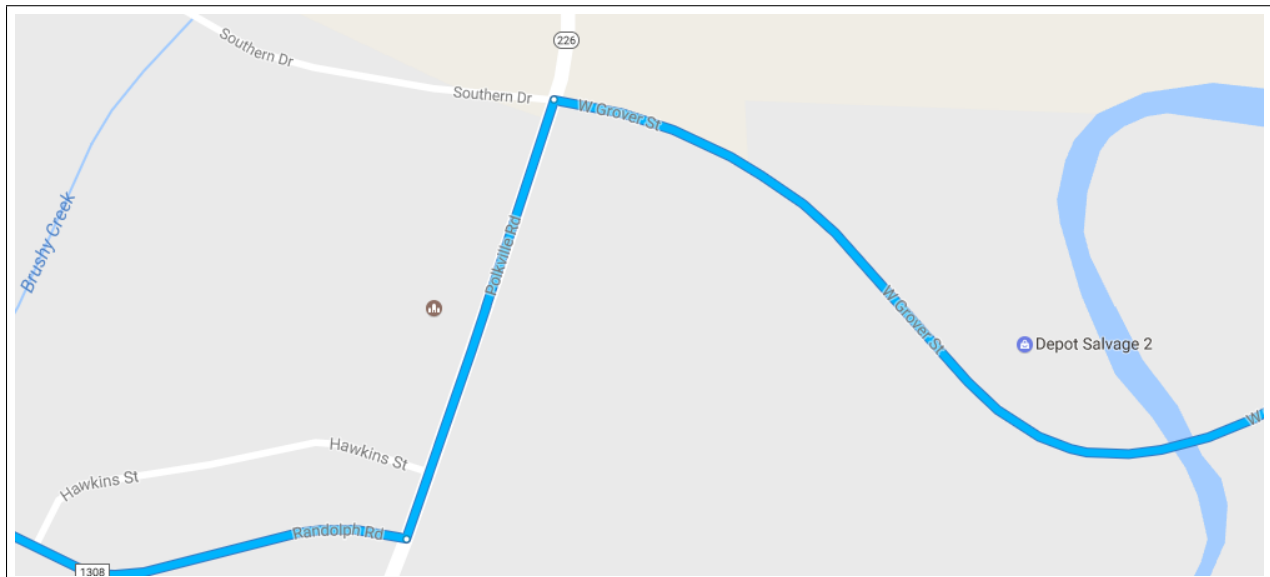 226
Southern Dr
Southern Dr
W Grover St
Brushy Creek
Polkville Rd
W Grover St
Depot Salvage 2
W
Hawkins St
Hawkins St
Randolph Rd
1308